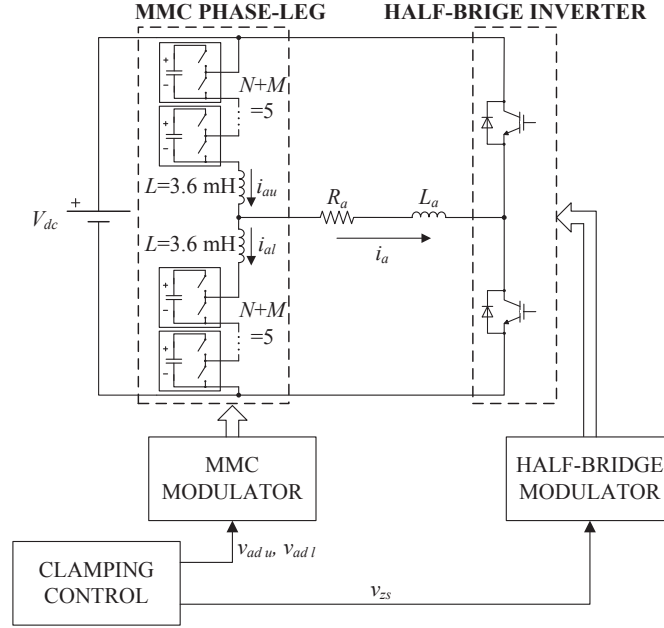 MMC PHASE-LEG
HALF-BRIGE INVERTER
+
−
N+M
=5
+
−
L=3.6 mH
i_au
R_a
L_a
+
V_dc
L=3.6 mH
i_al
i_a
+
−
N+M
=5
+
−
MMC
MODULATOR
HALF-BRIDGE
MODULATOR
v_ad u, v_ad l
CLAMPING
CONTROL
v_zs